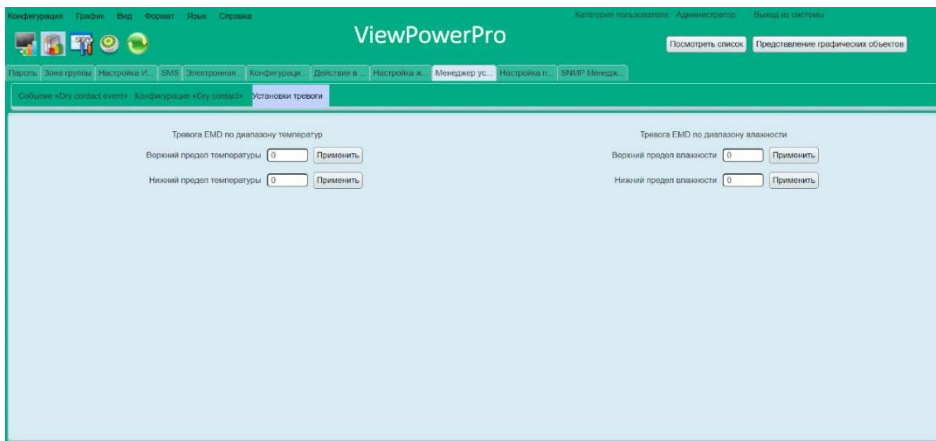 Конфигурация График Вид Формат Язык Справка Категория пользователя: Администратор Выход из системы
ViewPowerPro
Посмотреть список Представление графических объектов
Пароль Зона группы Настройка И... SMS Электронная... Конфигураци... Действия в ... Настройка ж... Менеджер ус... Настройка п... SNMP Менедж...
Событие «Dry contact event» Конфигурация «Dry contact» Установки тревоги
Тревога EMD по диапазону температур Тревога EMD по диапазону влажности
Верхний предел температуры 0 Применить Верхний предел влажности 0 Применить
Нижний предел температуры 0 Применить Нижний предел влажности 0 Применить